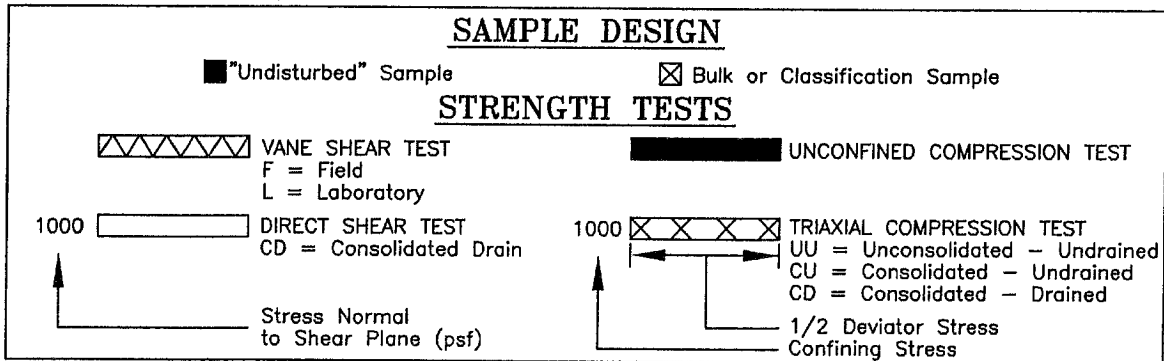 SAMPLE DESIGN
"Undisturbed" Sample
Bulk or Classification Sample
STRENGTH TESTS
VANE SHEAR TEST
F = Field
L = Laboratory
UNCONFINED COMPRESSION TEST
1000
DIRECT SHEAR TEST
CD = Consolidated Drain
Stress Normal
to Shear Plane (psf)
1000
TRIAXIAL COMPRESSION TEST
UU = Unconsolidated – Undrained
CU = Consolidated – Undrained
CD = Consolidated – Drained
1/2 Deviator Stress
Confining Stress